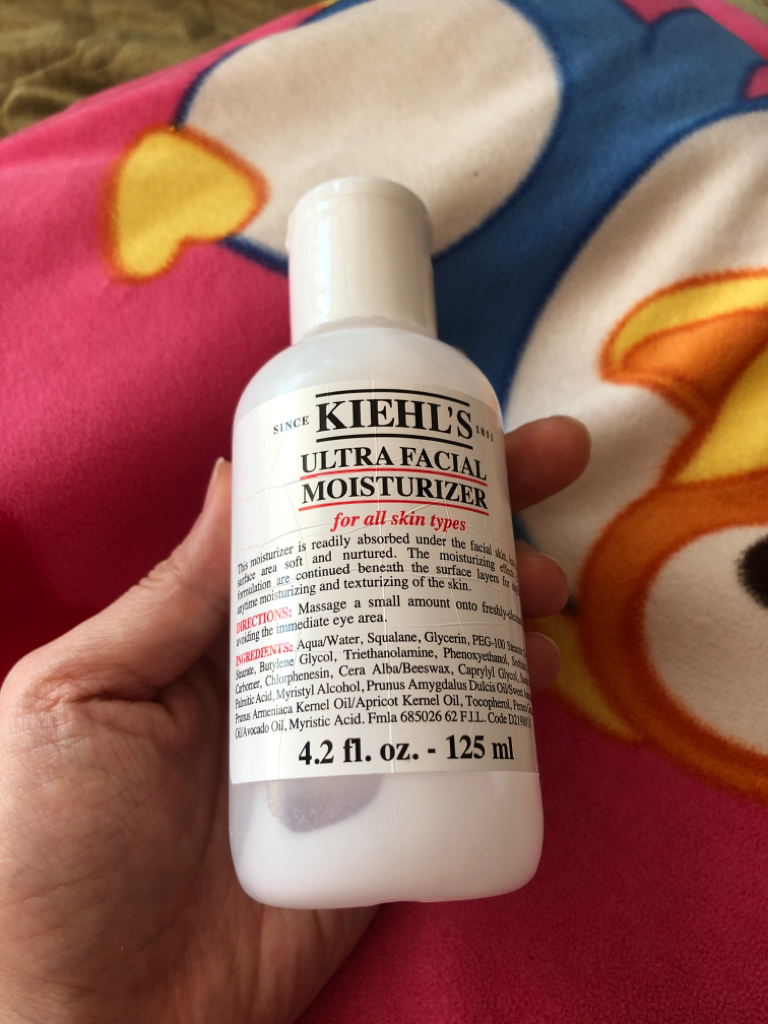 SINCE KIEHL'S 1851
ULTRA FACIAL
MOISTURIZER
for all skin types
This moisturizer is readily absorbed under the facial skin,
surface area soft and nurtured. The moisturizing
formulation are continued beneath the surface layers for
anytime moisturizing and texturizing of the skin.
DIRECTIONS: Massage a small amount onto
avoiding the immediate eye area.
INGREDIENTS: Aqua/Water, Squalane, Glycerin, PEG-100
Stearate, Butylene Glycol, Triethanolamine, Phenoxyethanol,
Carbomer, Chlorphenesin, Cera Alba/Beeswax, Caprylyl Glycol,
Palmitic Acid, Myristyl Alcohol, Prunus Amygdalus Dulcis Oil/Sweet
Prunus Armeniaca Kernel Oil/Apricot Kernel Oil, Tocopherol,
Oil/Avocado Oil, Myristic Acid. Fmla 685026 62 F.I.L. Code
4.2 fl. oz. - 125 ml